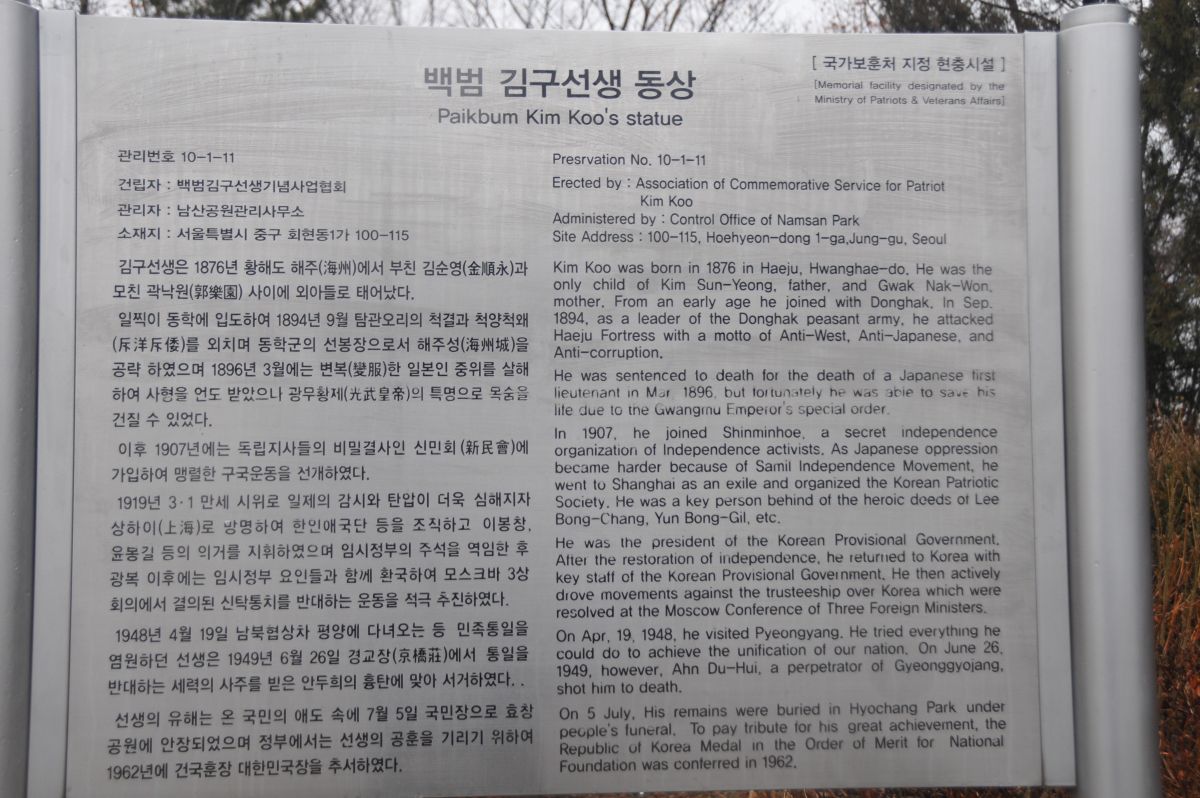 백범 김구선생 동상
Paikbum Kim Koo's statue
[ 국가보훈처 지정 현충시설 ]
[Memorial facility designated by the
Ministry of Patriots & Veterans Affairs]
관리번호 10-1-11
건립자 : 백범김구선생기념사업협회
관리자 : 남산공원관리사무소
소재지 : 서울특별시 중구 회현동1가 100-115
김구선생은 1876년 황해도 해주(海州)에서 부친 김순영(金順永)과
모친 곽낙원(郭樂園) 사이에 외아들로 태어났다.
일찍이 동학에 입도하여 1894년 9월 탐관오리의 척결과 척양척왜
(斥洋斥倭)를 외치며 동학군의 선봉장으로서 해주성(海州城)을
공략 하였으며 1896년 3월에는 변복(變服)한 일본인 중위를 살해
하여 사형을 언도 받았으나 광무황제(光武皇帝)의 특명으로 목숨을
건질 수 있었다.
이후 1907년에는 독립지사들의 비밀결사인 신민회(新民會)에
가입하여 맹렬한 구국운동을 선개하였다.
1919년 3·1 만세 시위로 일제의 감시와 탄압이 더욱 심해지자
상하이(上海)로 방명하여 한인애국단 등을 조직하고 이봉창,
윤봉길 등의 의거를 지휘하였으며 임시정부의 주석을 역임한 후
광복 이후에는 임시정부 요인들과 함께 환국하여 모스크바 3상
회의에서 결의된 신탁통치를 반대하는 운동을 적극 추진하였다.
1948년 4월 19일 남북협상차 평양에 다녀오는 등 민족통일을
염원하던 선생은 1949년 6월 26일 경교장(京橋莊)에서 통일을
반대하는 세력의 사주를 받은 안두희의 흉탄에 맞아 서거하였다. .
선생의 유해는 온 국민의 애도 속에 7월 5일 국민장으로 효창
공원에 안장되었으며 정부에서는 선생의 공훈을 기리기 위하여
1962년에 건국훈장 대한민국장을 추서하였다.
Presrvation No. 10-1-11
Erected by : Association of Commemorative Service for Patriot
Kim Koo
Administered by : Control Office of Namsan Park
Site Address : 100-115, Hoehyeon-dong 1-ga,Jung-gu, Seoul
Kim Koo was born in 1876 in Haeju, Hwanghae-do. He was the
only child of Kim Sun-Yeong, father, and Gwak Nak-Won,
mother. From an early age he joined with Donghak. In Sep.
1894, as a leader of the Donghak peasant army, he attacked
Haeju Fortress with a motto of Anti-West, Anti-Japanese, and
Anti-corruption.
He was sentenced to death for the death of a Japanese first
lieutenant in Mar. 1896, but fortunately he was able to save his
life due to the Gwangmu Emperor's special order.
In 1907, he joined Shinminhoe, a secret independence
organization of Independence activists. As Japanese oppression
became harder because of Samil Independence Movement, he
went to Shanghai as an exile and organized the Korean Patriotic
Society. He was a key person behind of the heroic deeds of Lee
Bong-Chang, Yun Bong-Gil, etc.
He was the president of the Korean Provisional Government.
After the restoration of independence, he returned to Korea with
key staff of the Korean Provisional Government. He then actively
drove movements against the trusteeship over Korea which were
resolved at the Moscow Conference of Three Foreign Ministers.
On Apr. 19, 1948, he visited Pyeongyang. He tried everything he
could do to achieve the unification of our nation. On June 26,
1949, however, Ahn Du-Hui, a perpetrator of Gyeonggyojang,
shot him to death.
On 5 July, His remains were buried in Hyochang Park under
people's funeral. To pay tribute for his great achievement, the
Republic of Korea Medal in the Order of Merit for National
Foundation was conferred in 1962.